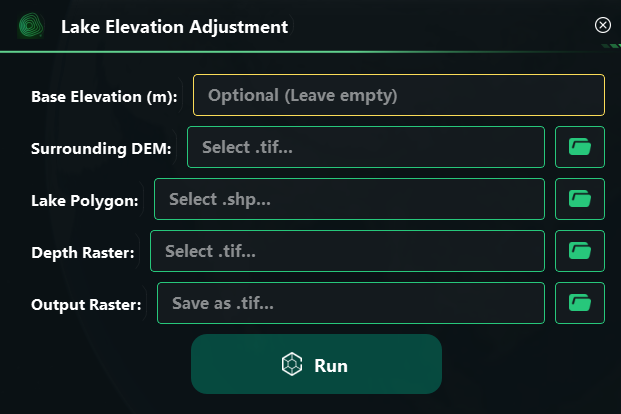 Lake Elevation Adjustment
Base Elevation (m): Optional (Leave empty)
Surrounding DEM: Select .tif...
Lake Polygon: Select .shp...
Depth Raster: Select .tif...
Output Raster: Save as .tif...
Run